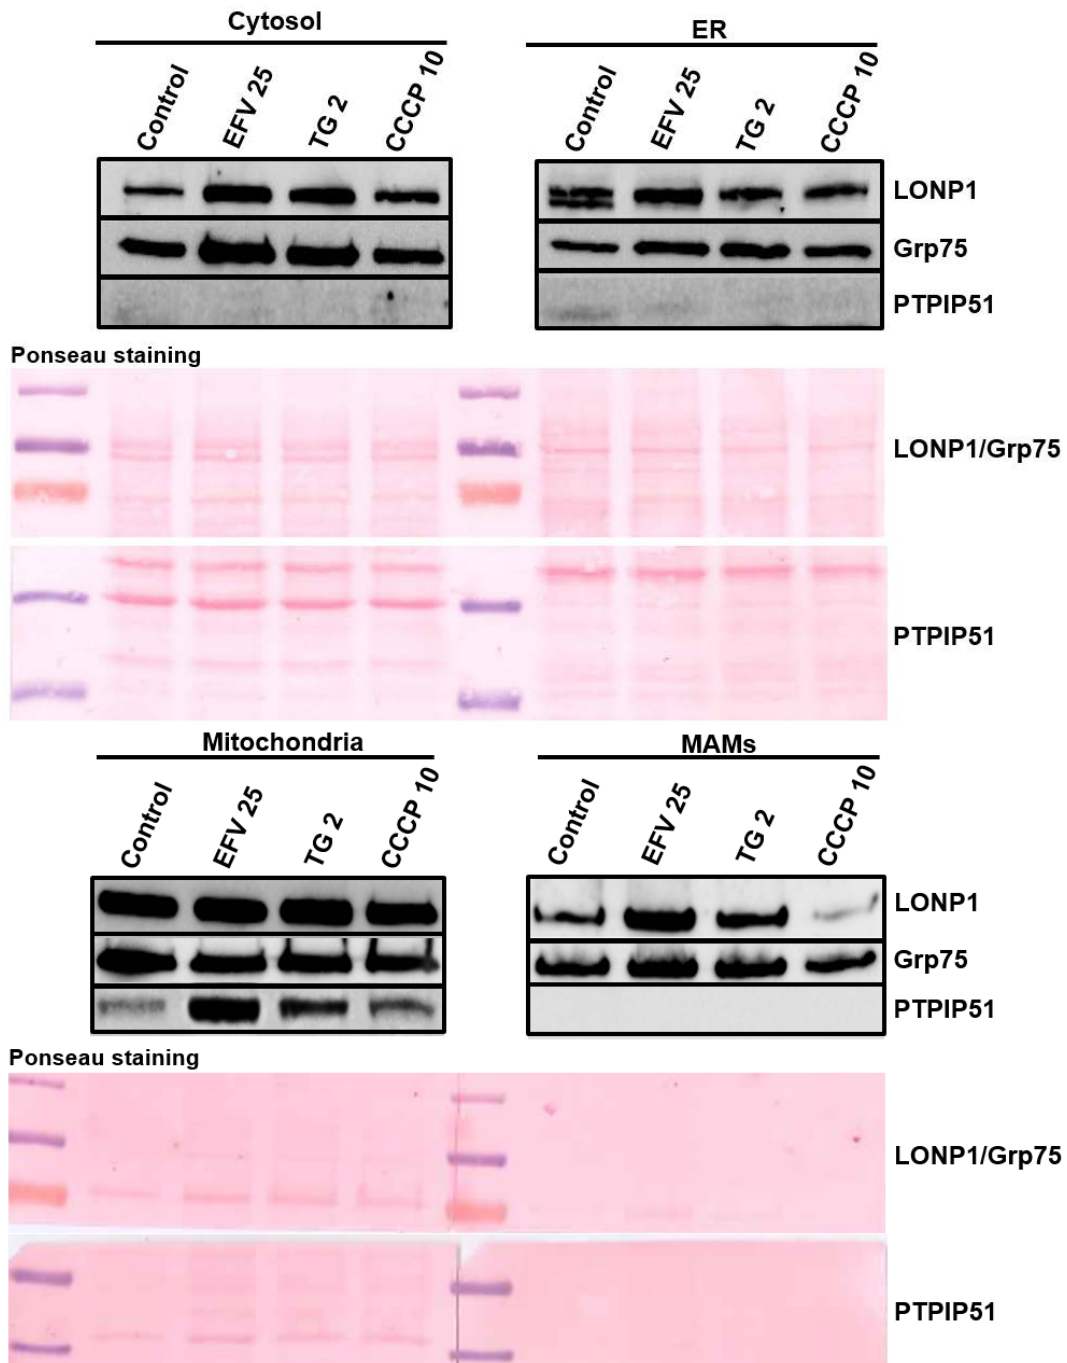 Cytosol
ER
Control
EFV 25
TG 2
CCCP 10
Control
EFV 25
TG 2
CCCP 10
LONP1
Grp75
PTPIP51
Ponseau staining
LONP1/Grp75
PTPIP51
Mitochondria
MAMs
Control
EFV 25
TG 2
CCCP 10
Control
EFV 25
TG 2
CCCP 10
LONP1
Grp75
PTPIP51
Ponseau staining
LONP1/Grp75
PTPIP51